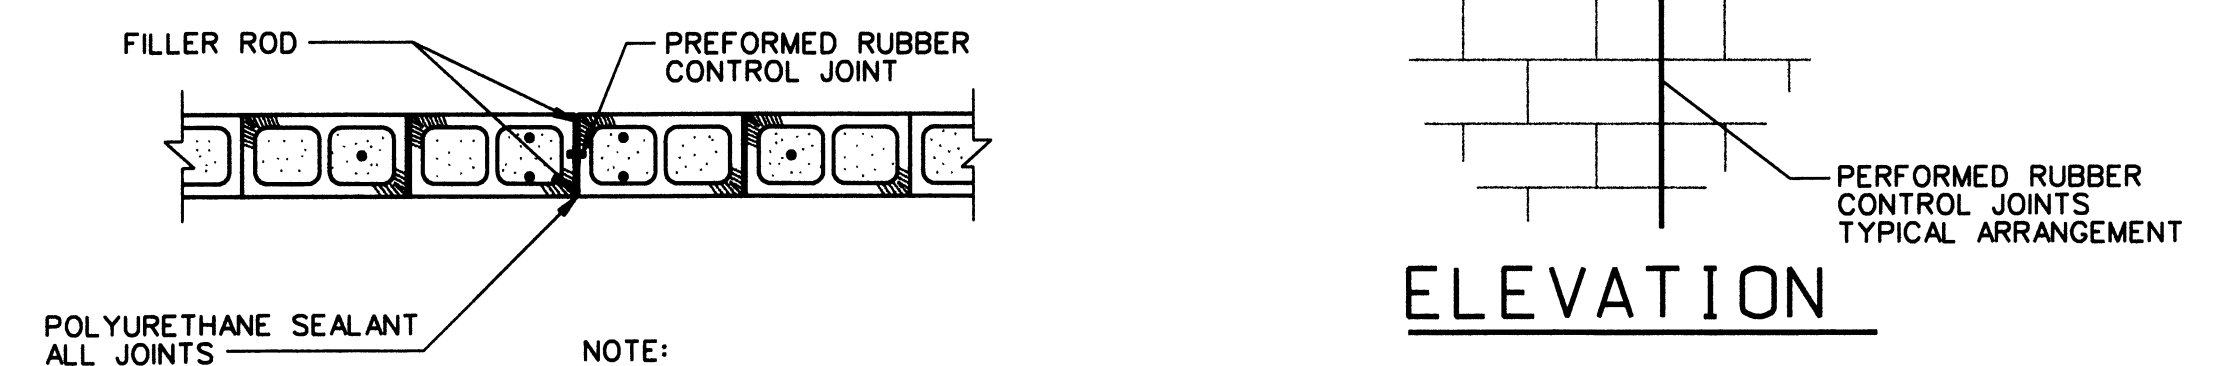 FILLER ROD
PREFORMED RUBBER
CONTROL JOINT
POLYURETHANE SEALANT
ALL JOINTS
NOTE:
PERFORMED RUBBER
CONTROL JOINTS
TYPICAL ARRANGEMENT
ELEVATION